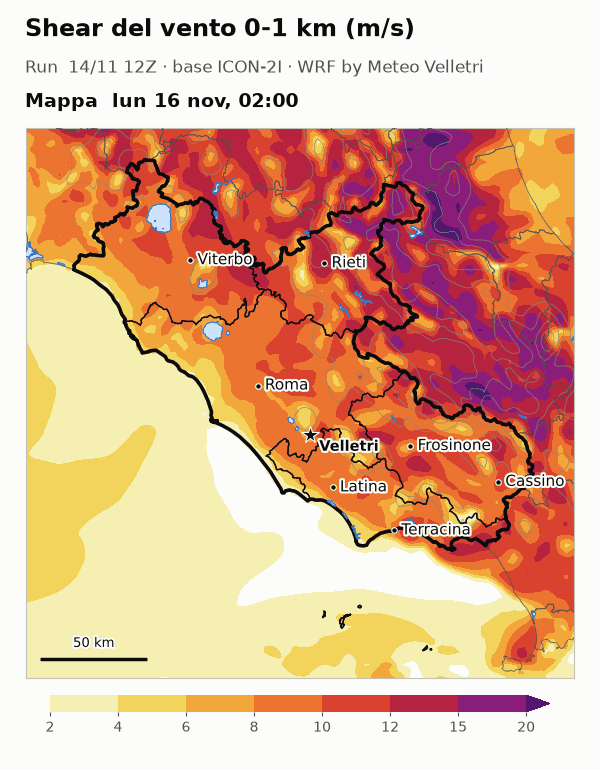 Shear del vento 0-1 km (m/s)
Run  14/11 12Z · base ICON-2I · WRF by Meteo Velletri
Mappa  lun 16 nov, 02:00
Viterbo
Rieti
Roma
Velletri
Frosinone
Cassino
Latina
Terracina
50 km
2 4 6 8 10 12 15 20